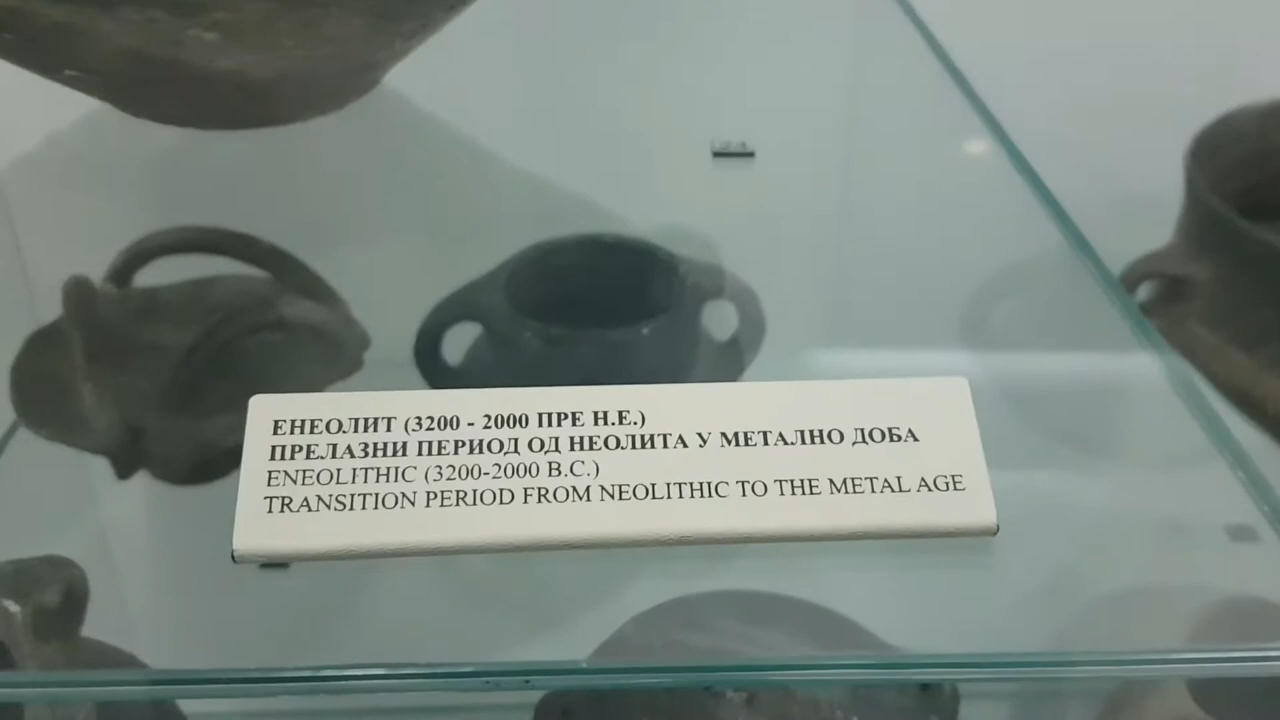 ЕНЕОЛИТ (3200 - 2000 ПРЕ Н.Е.)
ПРЕЛАЗНИ ПЕРИОД ОД НЕОЛИТА У МЕТАЛНО ДОБА
ENEOLITHIC (3200-2000 B.C.)
TRANSITION PERIOD FROM NEOLITHIC TO THE METAL AGE